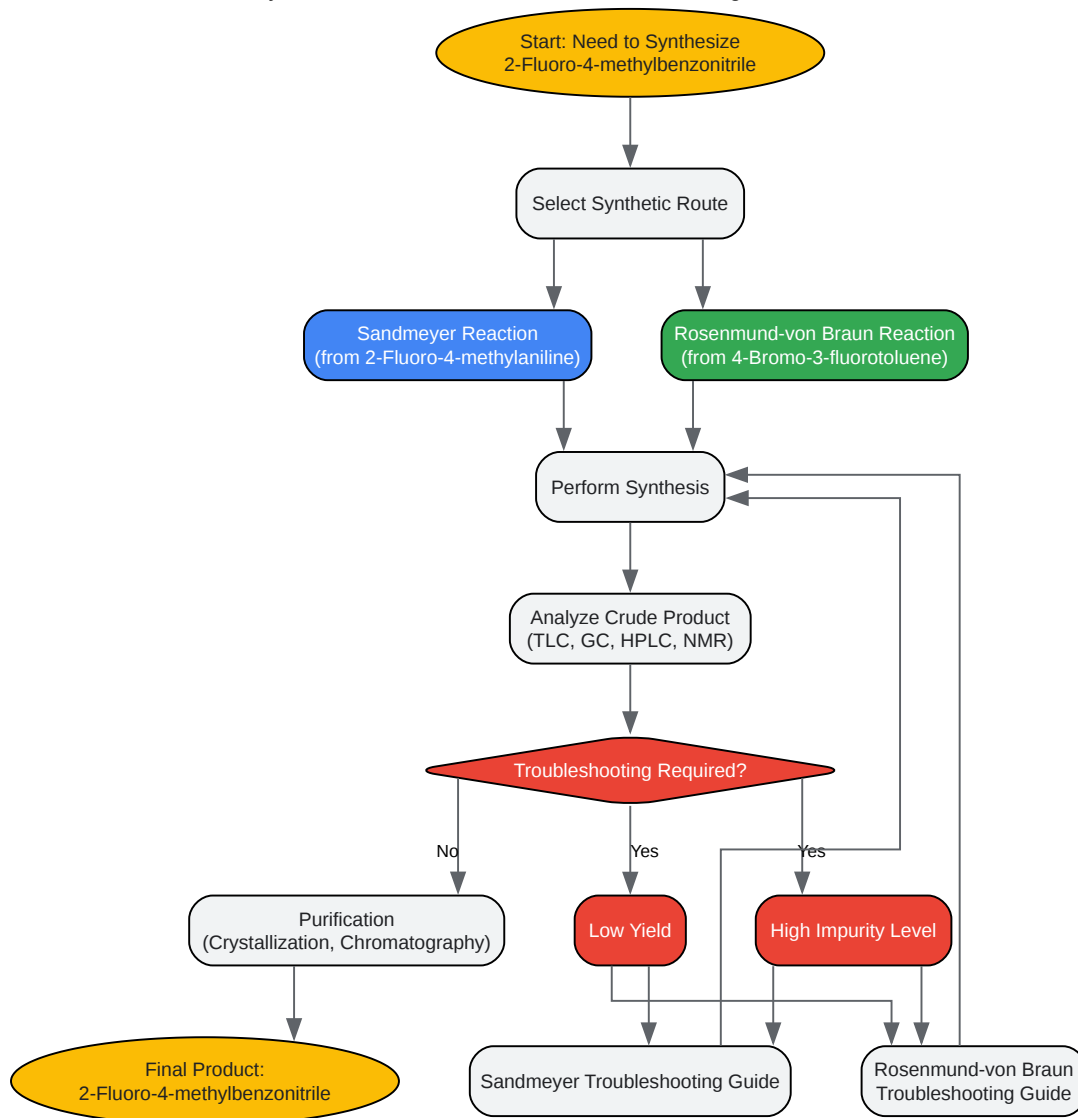 Start: Need to Synthesize
2-Fluoro-4-methylbenzonitrile
Select Synthetic Route
Sandmeyer Reaction
(from 2-Fluoro-4-methylaniline)
Rosenmund-von Braun Reaction
(from 4-Bromo-3-fluorotoluene)
Perform Synthesis
Analyze Crude Product
(TLC, GC, HPLC, NMR)
Troubleshooting Required?
No
Yes
Yes
Purification
(Crystallization, Chromatography)
Low Yield
High Impurity Level
Final Product:
2-Fluoro-4-methylbenzonitrile
Sandmeyer Troubleshooting Guide
Rosenmund-von Braun
Troubleshooting Guide